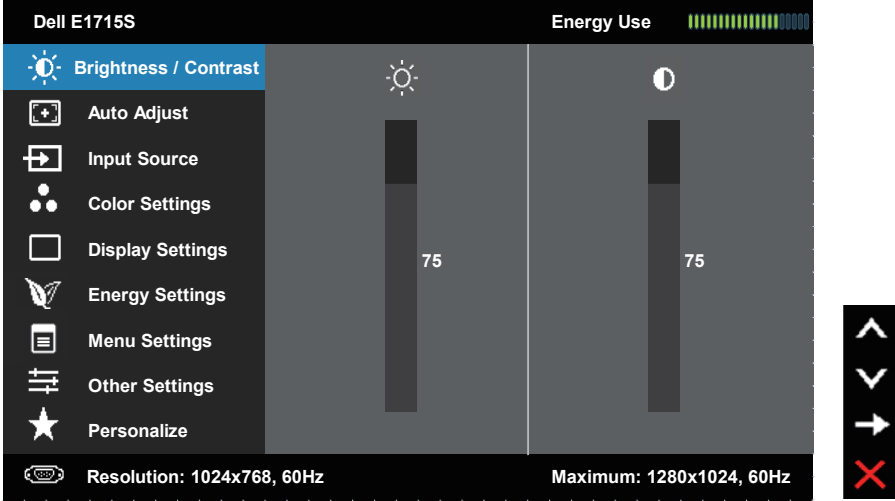 Dell E1715S Energy Use
Brightness / Contrast
Auto Adjust
Input Source
Color Settings
Display Settings
75 75
Energy Settings
Menu Settings
Other Settings
Personalize
Resolution: 1024x768, 60Hz Maximum: 1280x1024, 60Hz